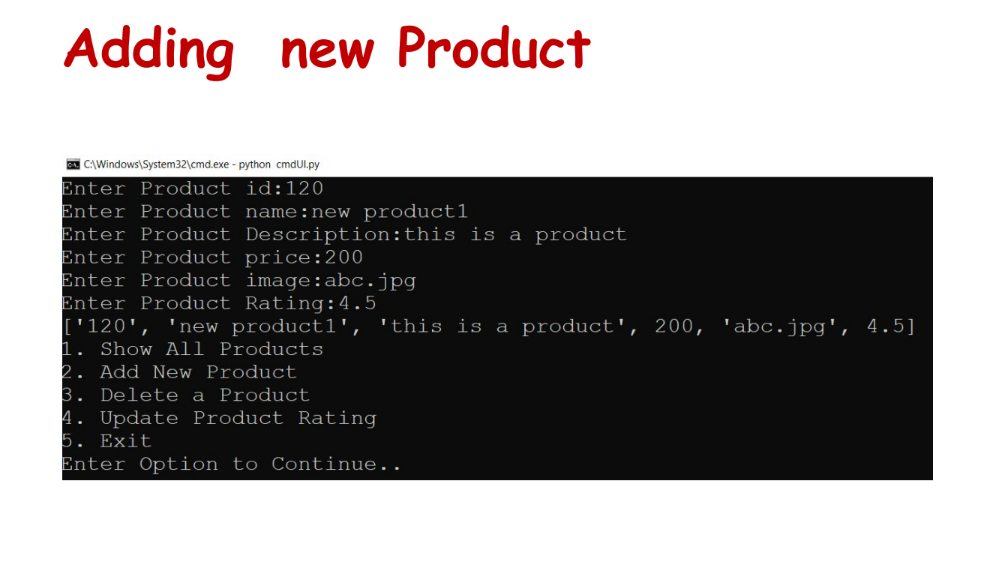 Adding new Product
C:\Windows\System32\cmd.exe - python cmdUI.py
Enter Product id:120
Enter Product name:new product1
Enter Product Description:this is a product
Enter Product price:200
Enter Product image:abc.jpg
Enter Product Rating:4.5
['120', 'new product1', 'this is a product', 200, 'abc.jpg', 4.5]
1. Show All Products
2. Add New Product
3. Delete a Product
4. Update Product Rating
5. Exit
Enter Option to Continue..